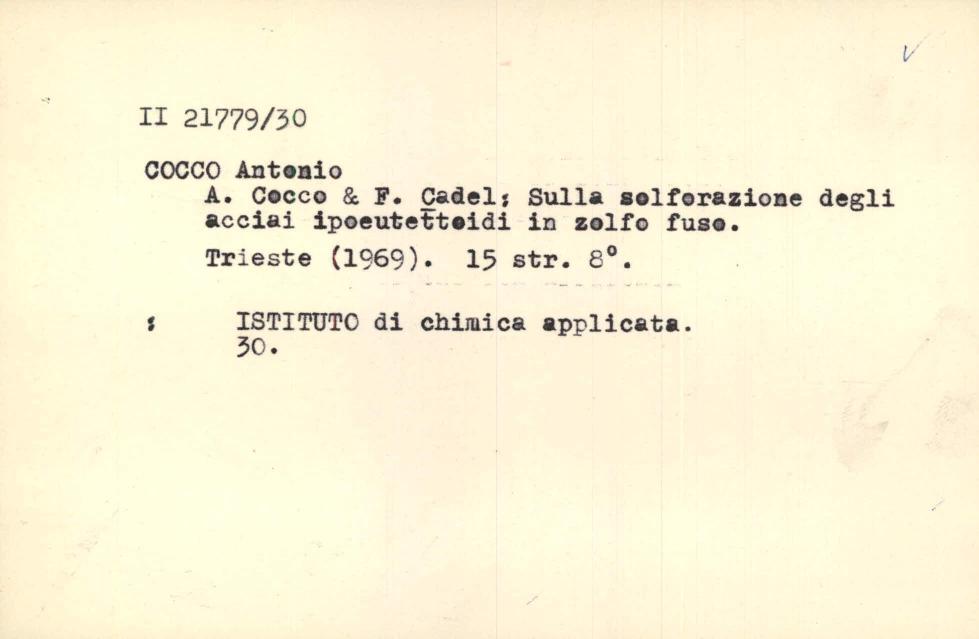 II 21779/30
COCCO Antonio
A. Cocco & F. Cadel: Sulla solforazione degli
acciai ipoeutettoidi in zolfo fuso.
Trieste (1969). 15 str. 8°.
: ISTITUTO di chimica applicata.
30.